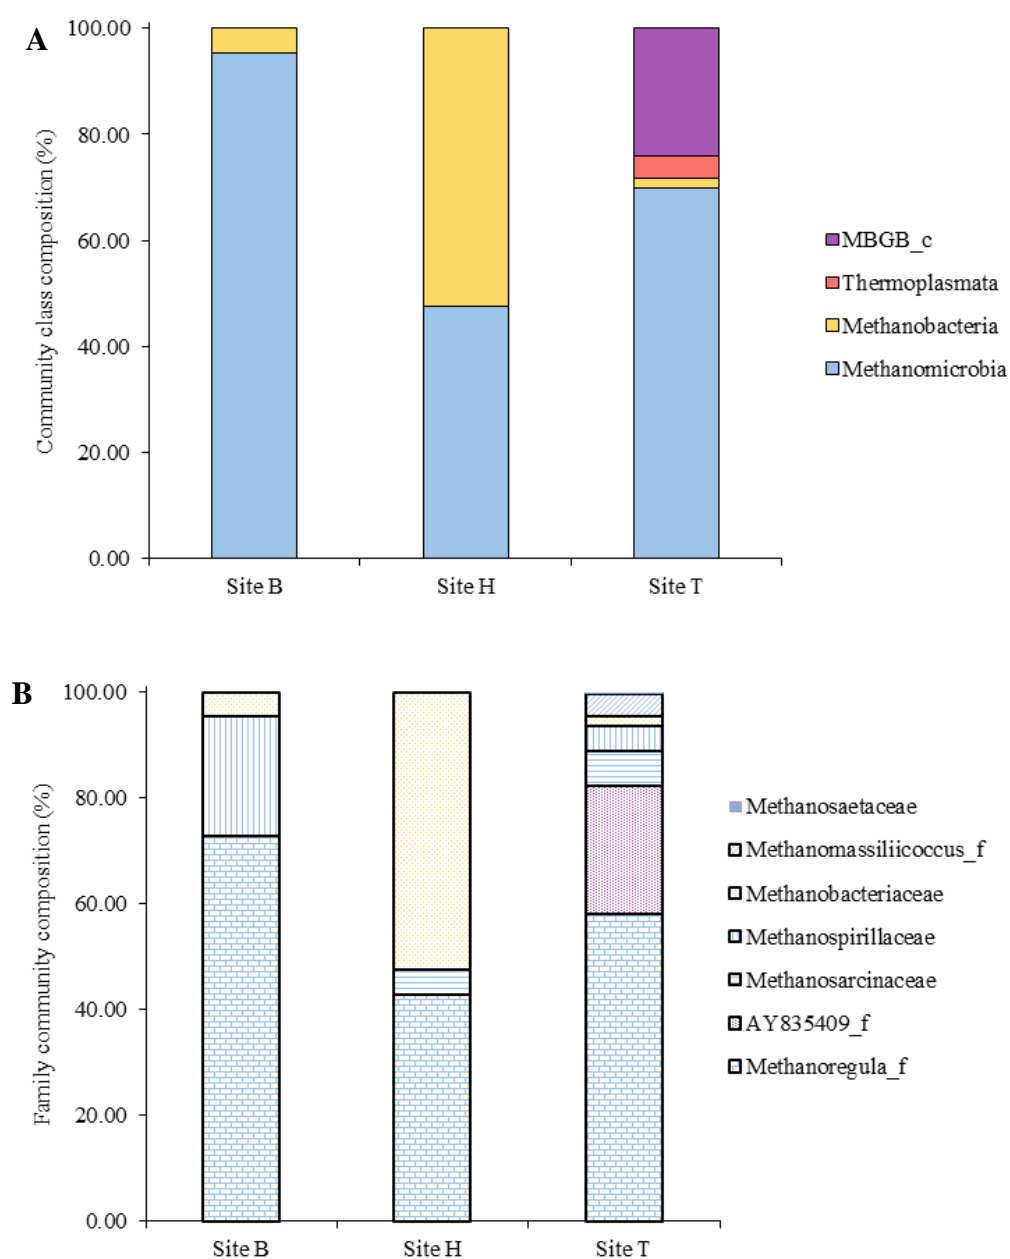 A
Community class composition (%)
100.00
80.00
60.00
40.00
20.00
0.00
Site B
Site H
Site T
MBGB_c
Thermoplasmata
Methanobacteria
Methanomicrobia
B
Family community composition (%)
100.00
80.00
60.00
40.00
20.00
0.00
Site B
Site H
Site T
Methanosaetaceae
Methanomassiliicoccus_f
Methanobacteriaceae
Methanospirillaceae
Methanosarcinaceae
AY835409_f
Methanoregula_f